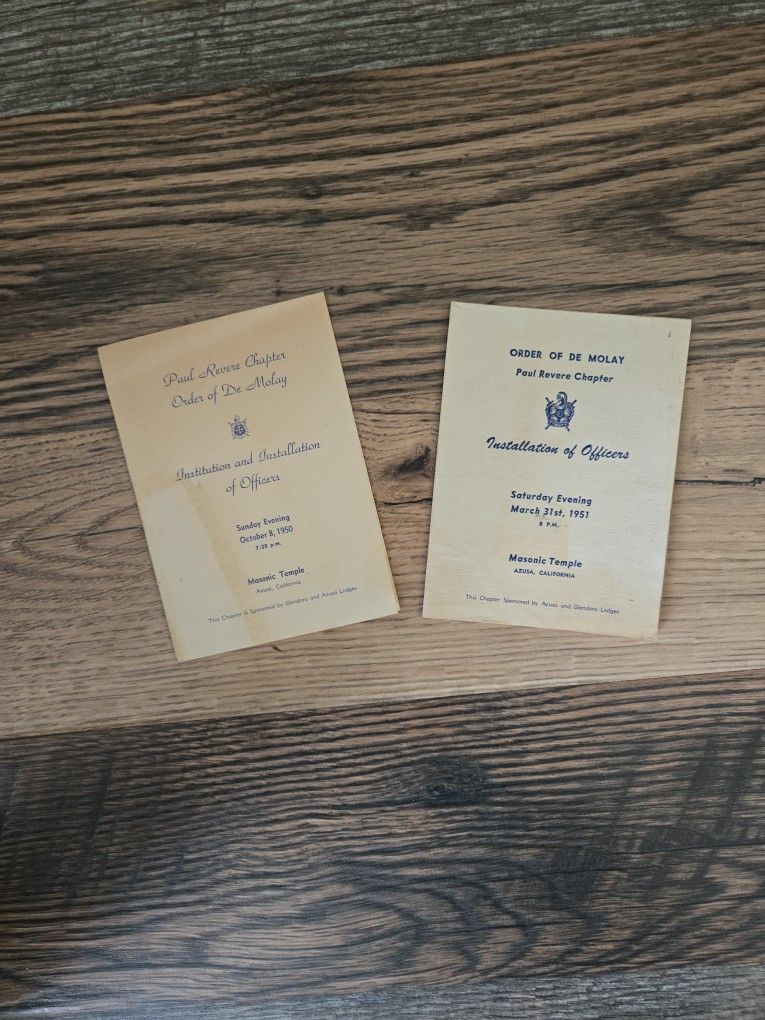 Paul Revere Chapter
Order of De Molay
Institution and Installation
of Officers
Sunday Evening
October 8, 1950
7:30 p.m.
Masonic Temple
Azusa, California
This Chapter is Sponsored by Glendora and Azusa Lodges
ORDER OF DE MOLAY
Paul Revere Chapter
Installation of Officers
Saturday Evening
March 31st, 1951
8 P.M.
Masonic Temple
AZUSA, CALIFORNIA
This Chapter Sponsored by Azusa and Glendora Lodges